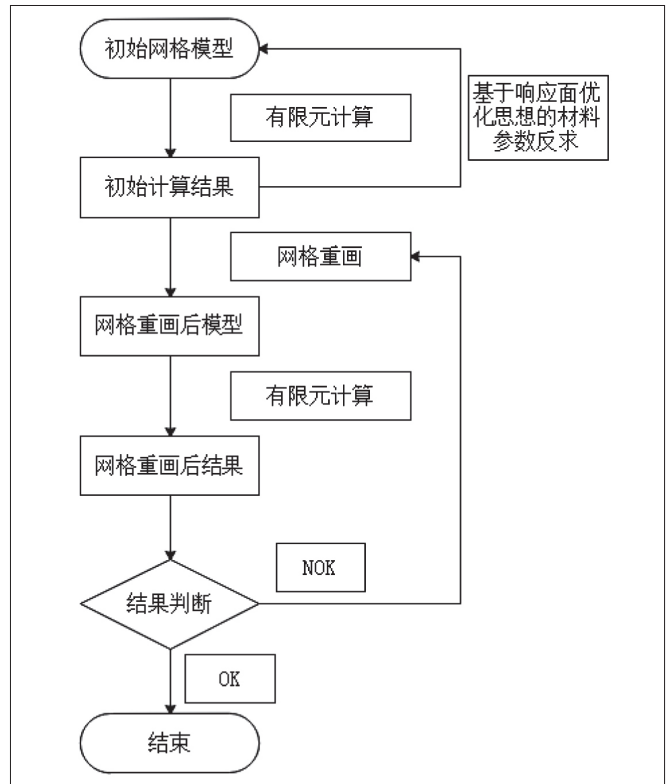 初始网格模型
有限元计算
基于响应面优
化思想的材料
参数反求
初始计算结果
网格重画
网格重画后模型
有限元计算
网格重画后结果
NOK
结果判断
OK
结束